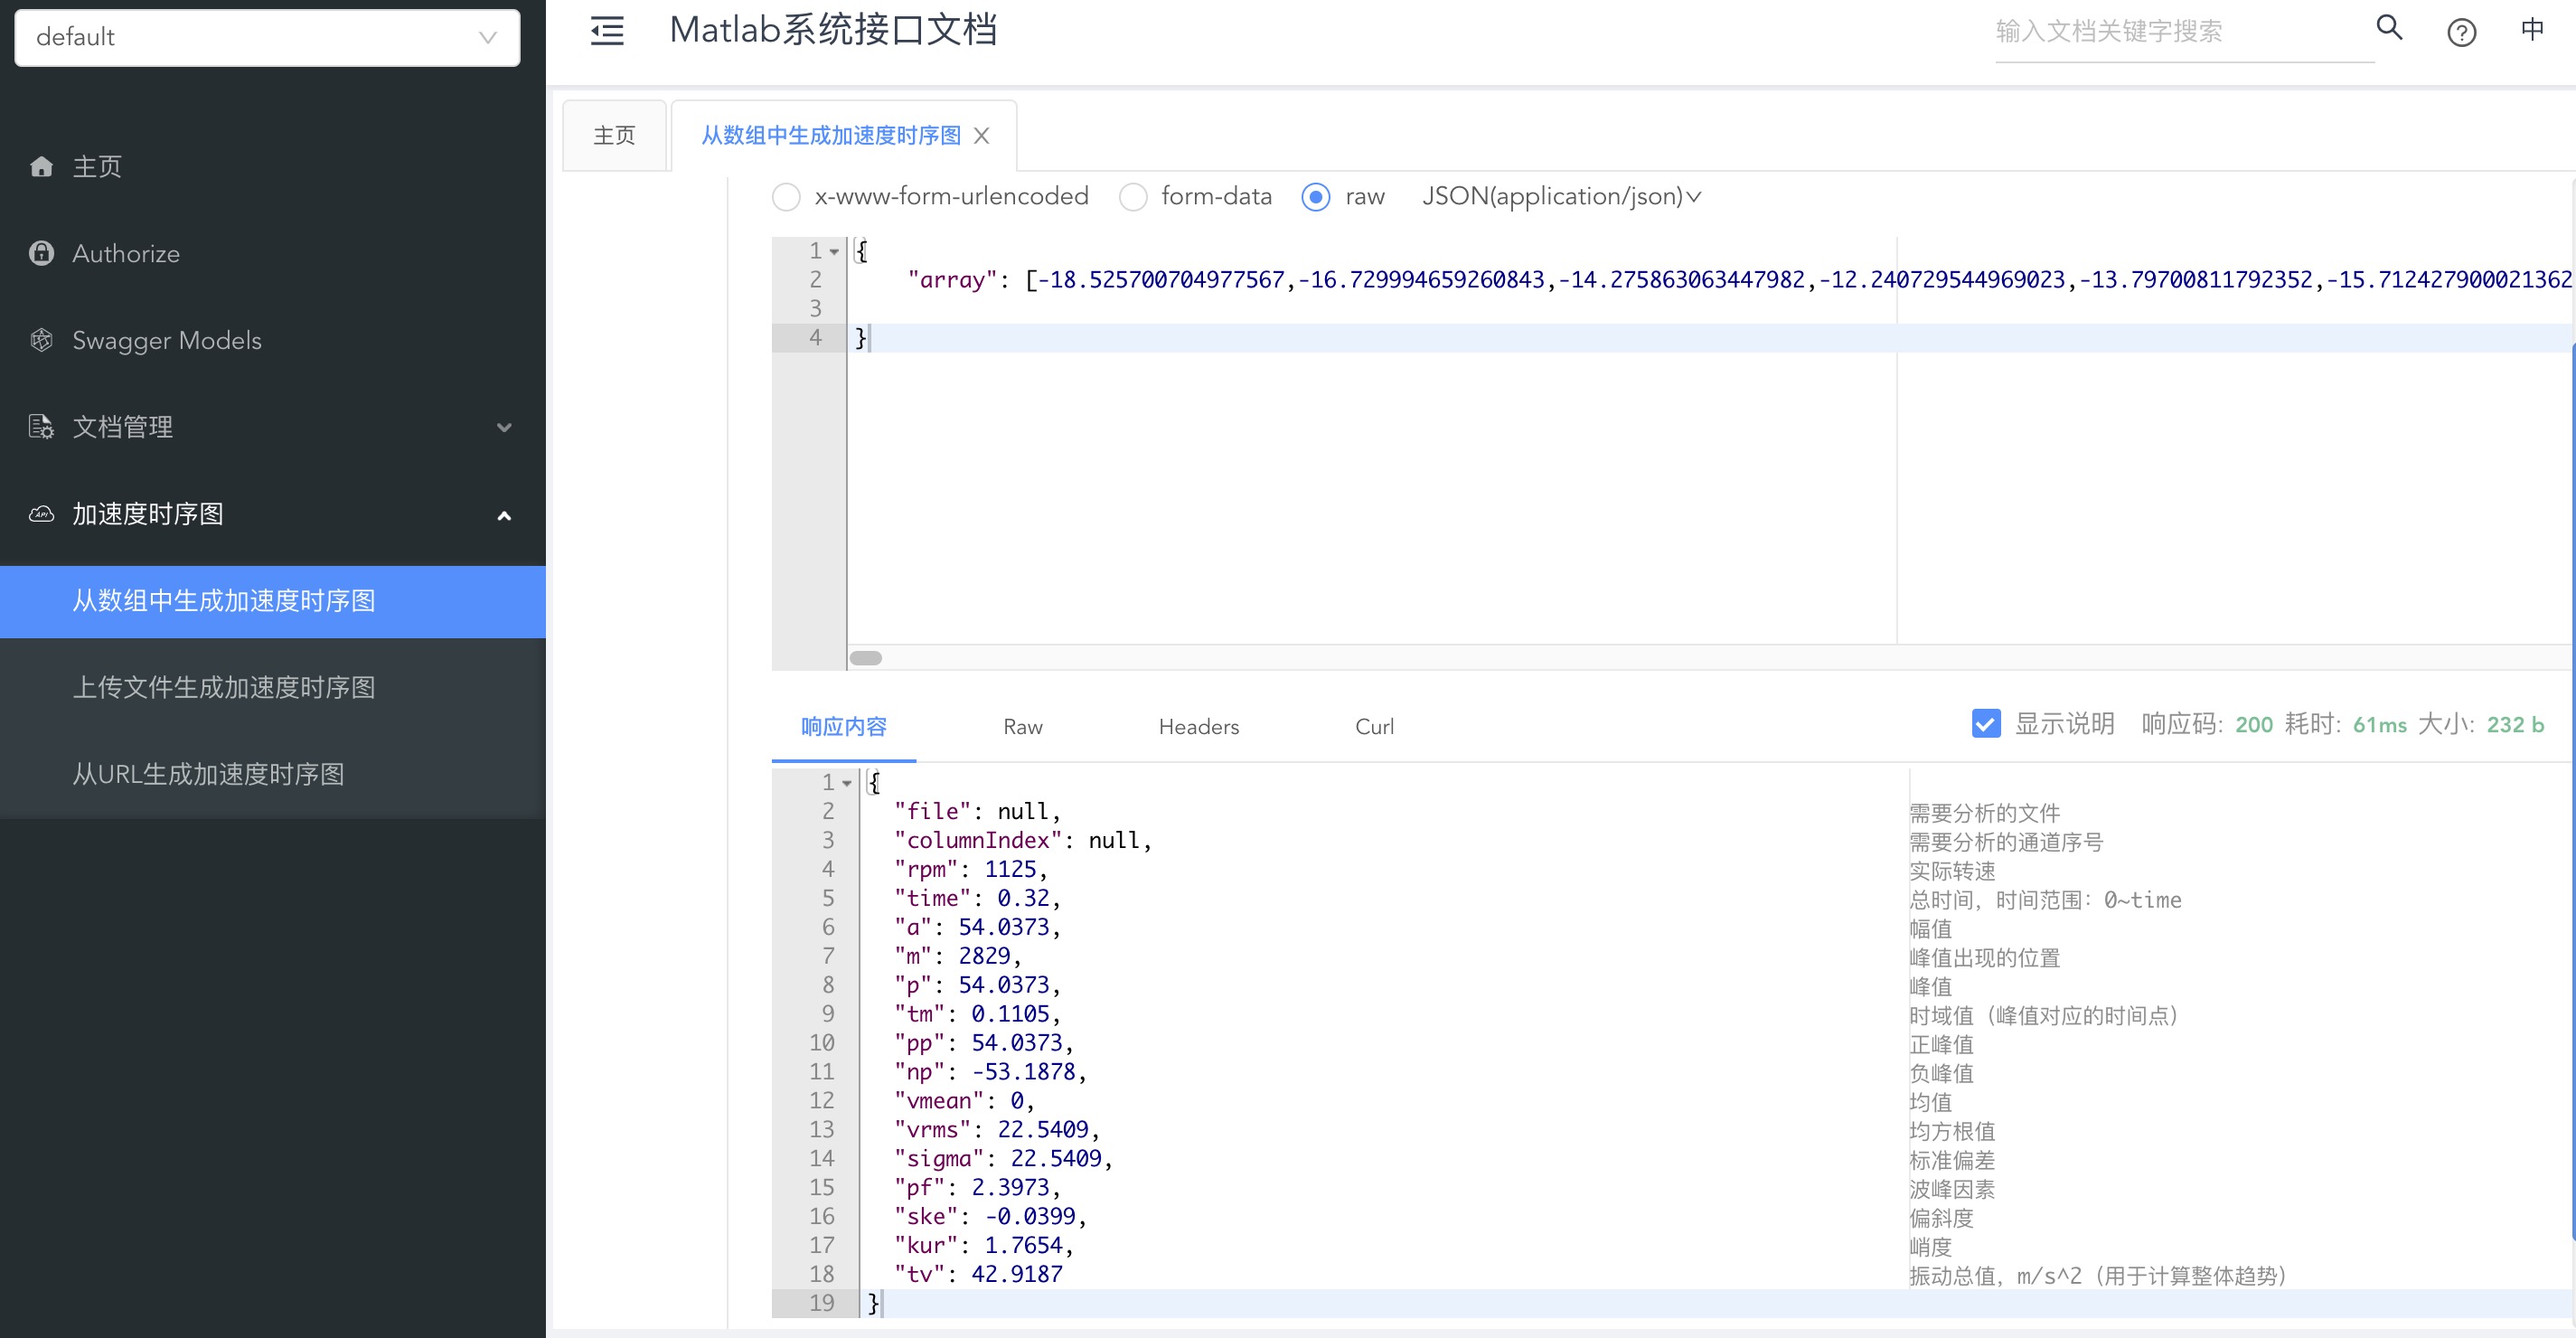 default
Matlab系统接口文档
输入文档关键字搜索
中
主页
Authorize
Swagger Models
文档管理
加速度时序图
从数组中生成加速度时序图
上传文件生成加速度时序图
从URL生成加速度时序图
主页
从数组中生成加速度时序图
x-www-form-urlencoded form-data raw JSON(application/json)
1 {
2 "array": [-18.525700704977567,-16.729994659260843,-14.275863063447982,-12.240729544969023,-13.79700811792352,-15.712427900021362
3
4 }
响应内容 Raw Headers Curl
显示说明 响应码: 200 耗时: 61ms 大小: 232 b
1 {
2 "file": null, 需要分析的文件
3 "columnIndex": null, 需要分析的通道序号
4 "rpm": 1125, 实际转速
5 "time": 0.32, 总时间，时间范围：0~time
6 "a": 54.0373, 幅值
7 "m": 2829, 峰值出现的位置
8 "p": 54.0373, 峰值
9 "tm": 0.1105, 时域值（峰值对应的时间点）
10 "pp": 54.0373, 正峰值
11 "np": -53.1878, 负峰值
12 "vmean": 0, 均值
13 "vrms": 22.5409, 均方根值
14 "sigma": 22.5409, 标准偏差
15 "pf": 2.3973, 波峰因素
16 "ske": -0.0399, 偏斜度
17 "kur": 1.7654, 峭度
18 "tv": 42.9187 振动总值，m/s^2（用于计算整体趋势）
19 }